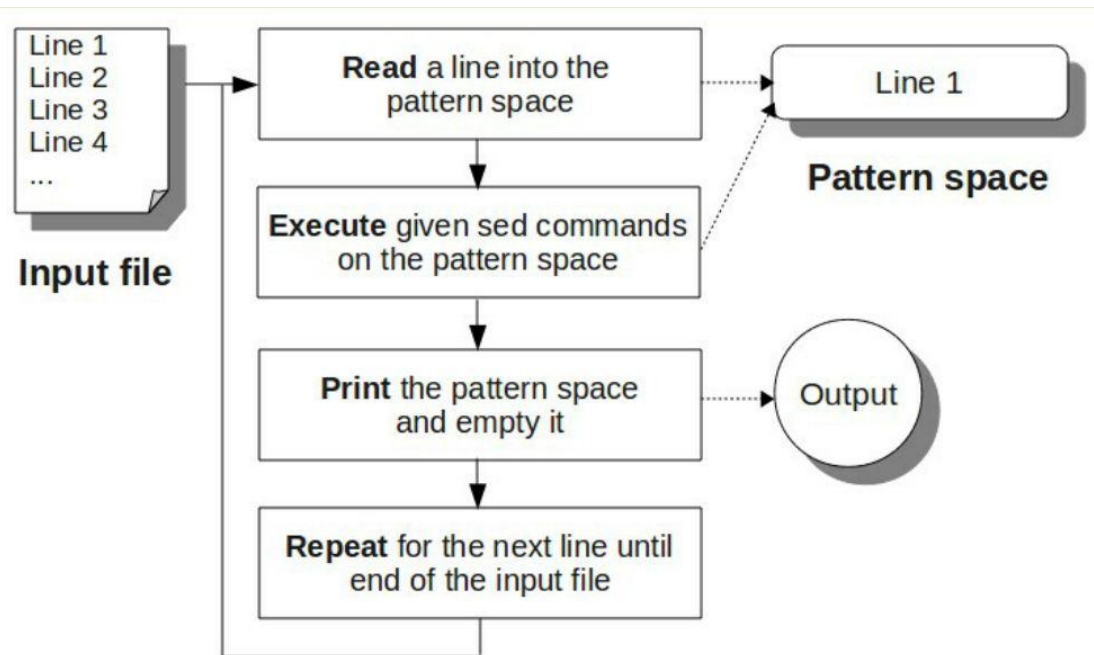 Line 1
Line 2
Line 3
Line 4
...
Input file
Read a line into the
pattern space
Execute given sed commands
on the pattern space
Print the pattern space
and empty it
Repeat for the next line until
end of the input file
Line 1
Pattern space
Output